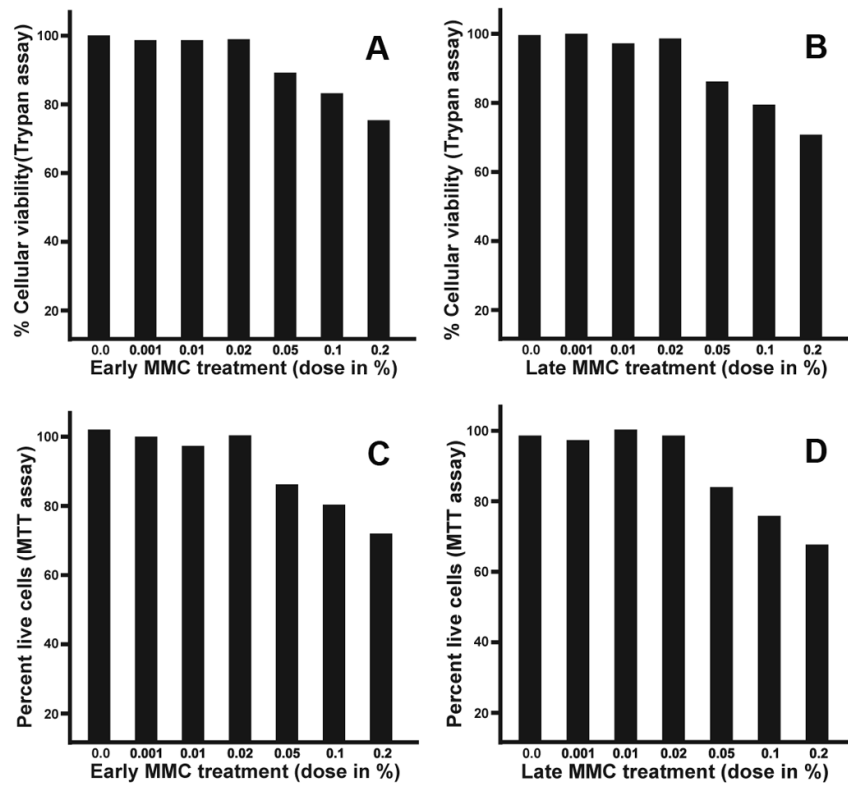 A
% Cellular viability(Trypan assay)
100
80
60
40
20
0.0 0.001 0.01 0.02 0.05 0.1 0.2
Early MMC treatment (dose in %)
B
% Cellular viability (Trypan assay)
100
80
60
40
20
0.0 0.001 0.01 0.02 0.05 0.1 0.2
Late MMC treatment (dose in %)
C
Percent live cells (MTT assay)
100
80
60
40
20
0.0 0.001 0.01 0.02 0.05 0.1 0.2
Early MMC treatment (dose in %)
D
Percent live cells (MTT assay)
100
80
60
40
20
0.0 0.001 0.01 0.02 0.05 0.1 0.2
Late MMC treatment (dose in %)